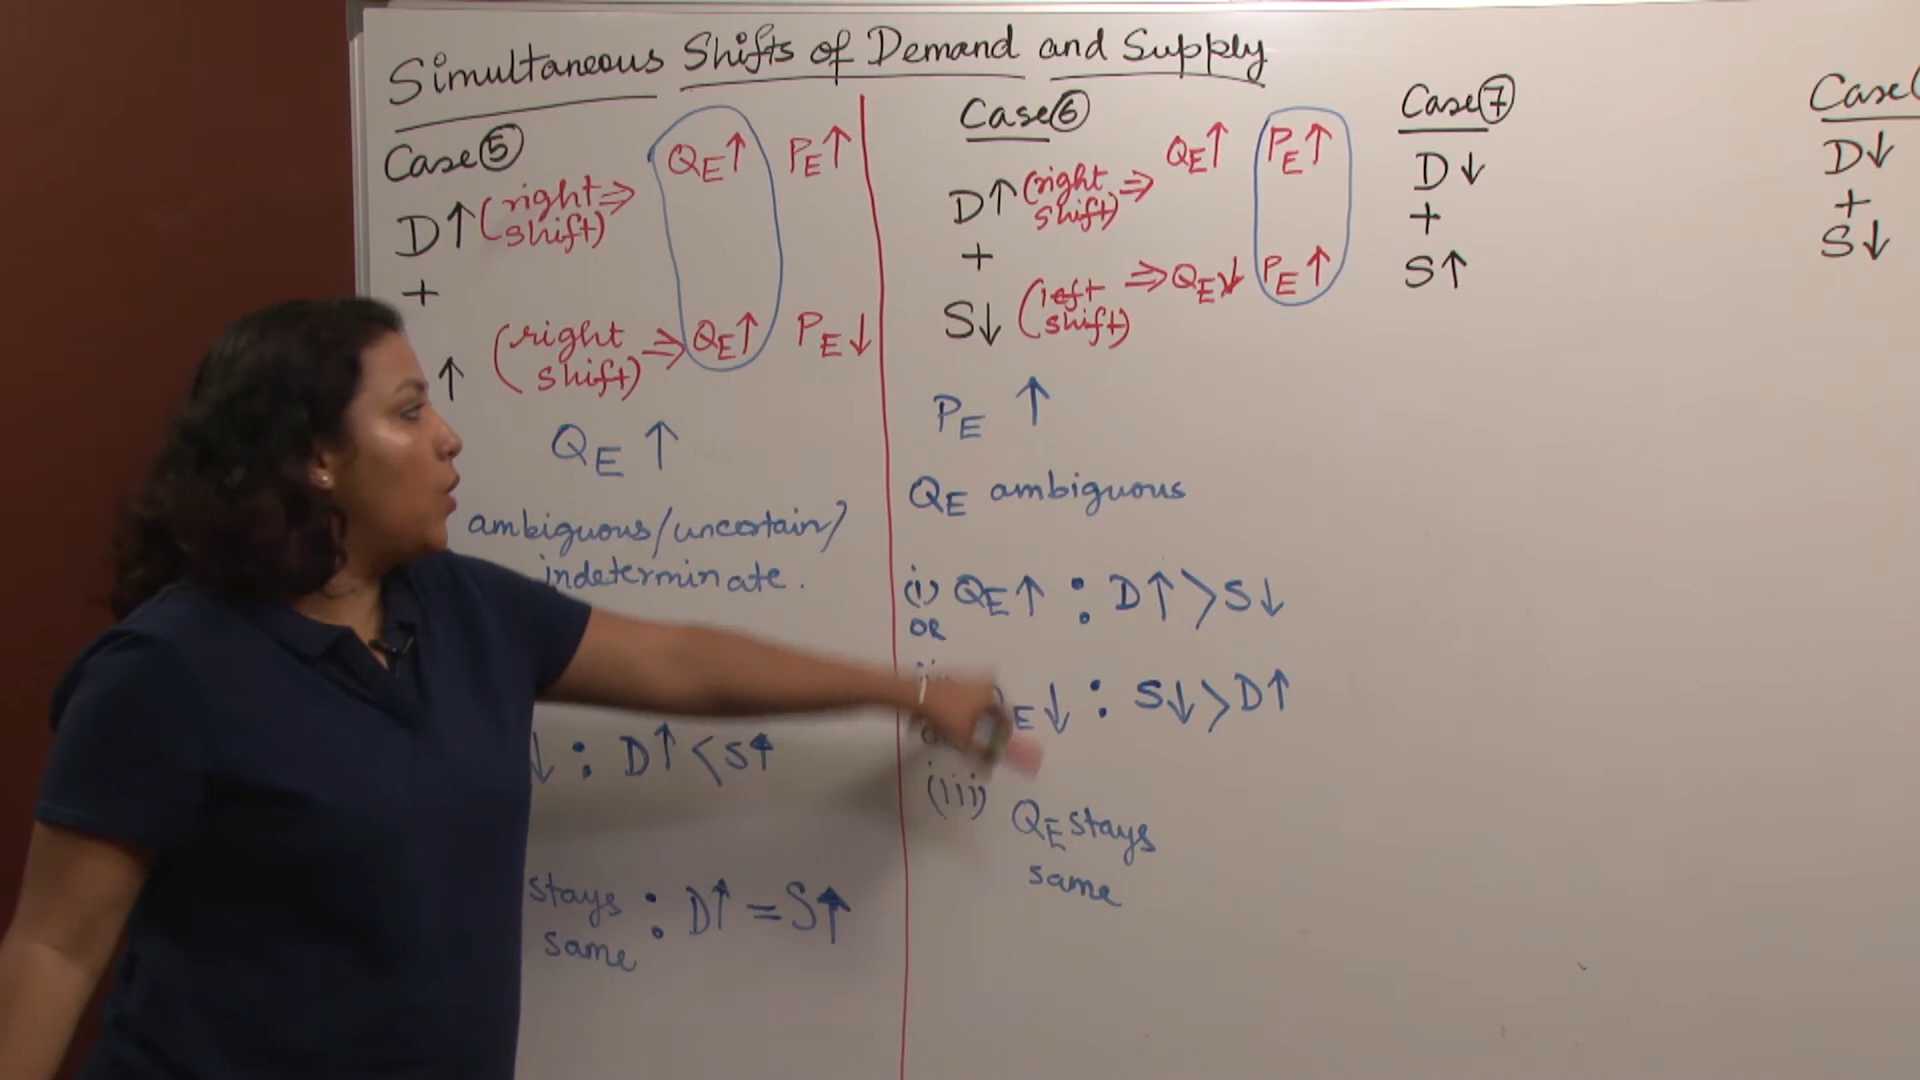 Simultaneous Shifts of Demand and Supply
Case ⑤
QE↑ PE↑
D↑ (right shift) ⇒
+
↑ (right shift) ⇒ QE↑ PE↓
QE ↑
ambiguous/uncertain/
indeterminate.
↓ : D↑ < S↑
stays same : D↑ = S↑
Case ⑥
QE↑ PE↑
D↑ (right shift) ⇒
+
S↓ (left shift) ⇒ QE↓ PE↑
PE ↑
QE ambiguous
(i) QE↑ : D↑ > S↓
OR
E↓ : S↓ > D↑
(iii) QE stays
same
Case ⑦
D↓
+
S↑
Case
D↓
+
S↓